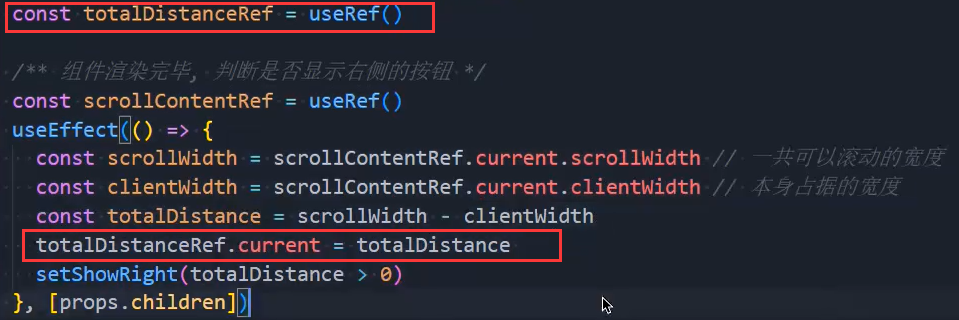 const totalDistanceRef = useRef()
/** 组件渲染完毕, 判断是否显示右侧的按钮 */
const scrollContentRef = useRef()
useEffect(() => {
const scrollWidth = scrollContentRef.current.scrollWidth // 一共可以滚动的宽度
const clientWidth = scrollContentRef.current.clientWidth // 本身占据的宽度
const totalDistance = scrollWidth - clientWidth
totalDistanceRef.current = totalDistance
setShowRight(totalDistance > 0)
}, [props.children])